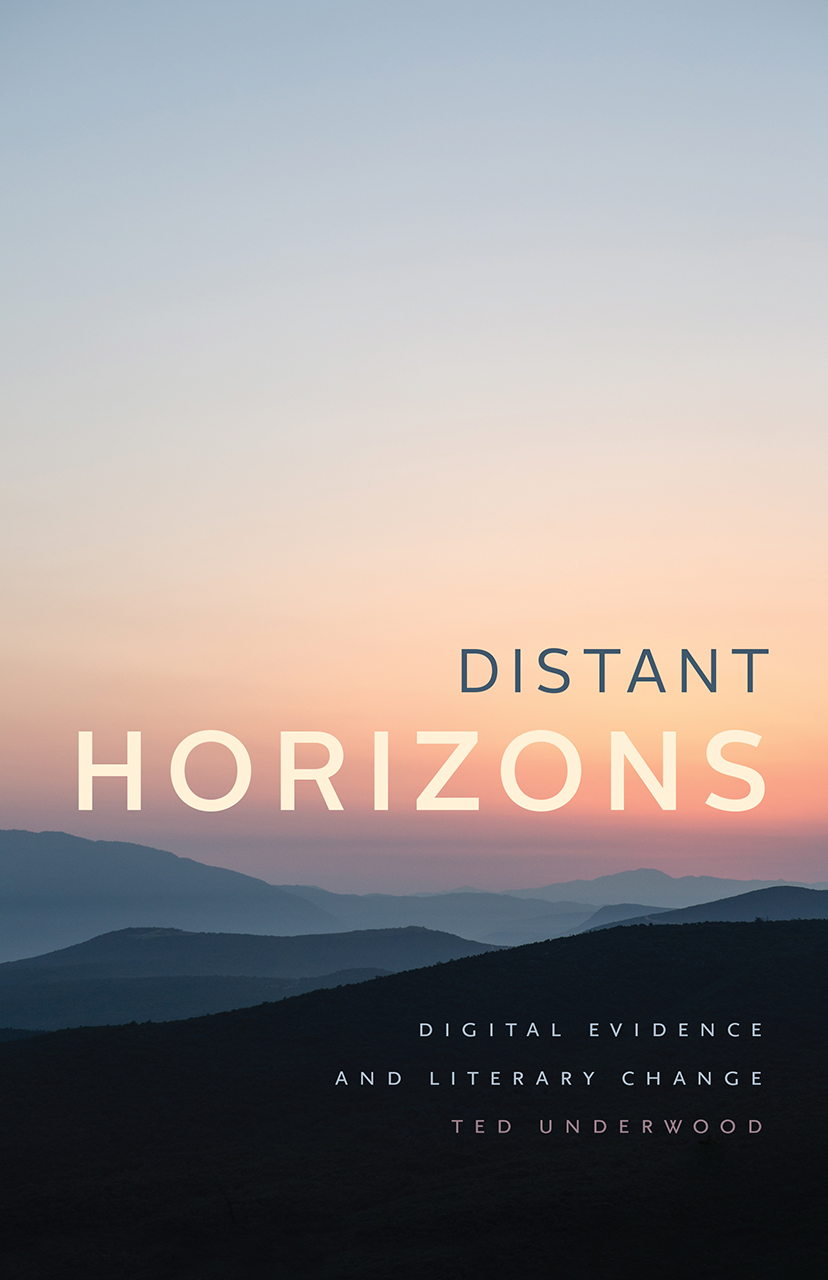 DISTANT
HORIZONS
DIGITAL EVIDENCE
AND LITERARY CHANGE
TED UNDERWOOD